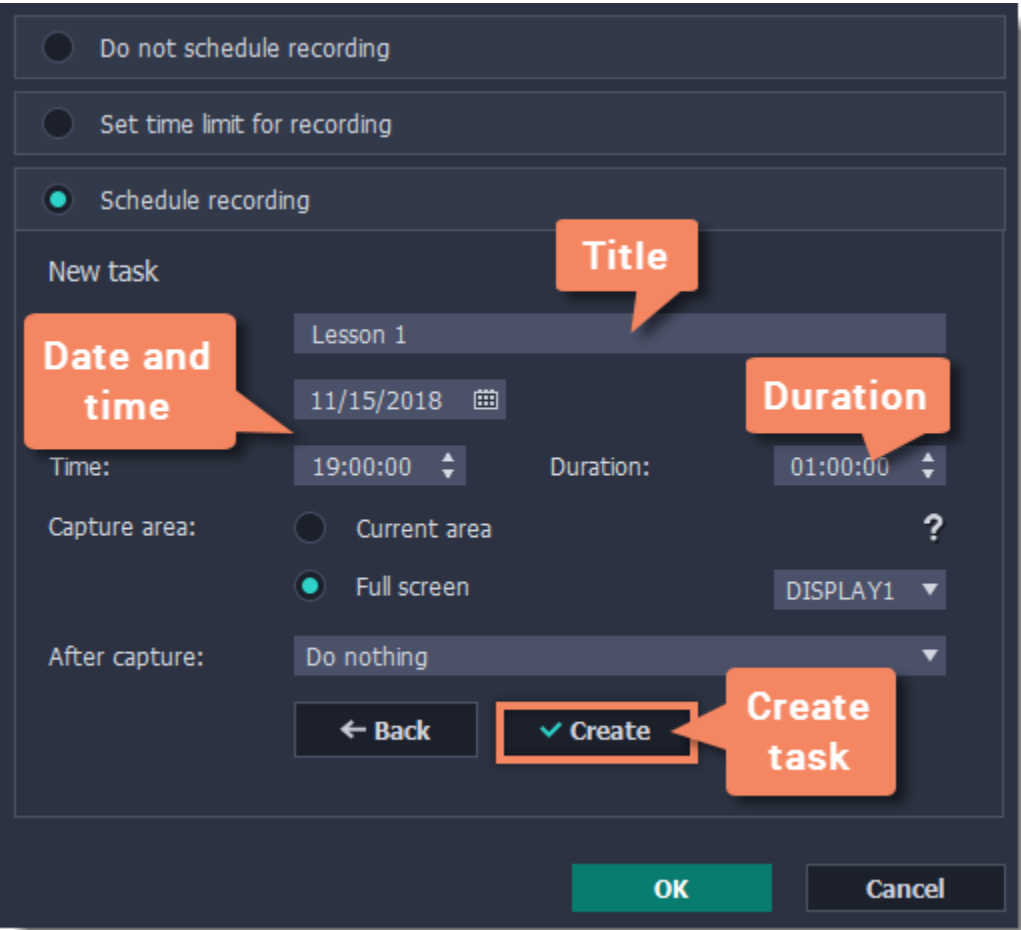 Do not schedule recording
Set time limit for recording
Schedule recording
New task
Title
Lesson 1
Date and
time
11/15/2018
Duration
Time:
19:00:00
Duration:
01:00:00
Capture area:
Current area
?
Full screen
DISPLAY1
After capture:
Do nothing
Back
Create
Create
task
OK
Cancel